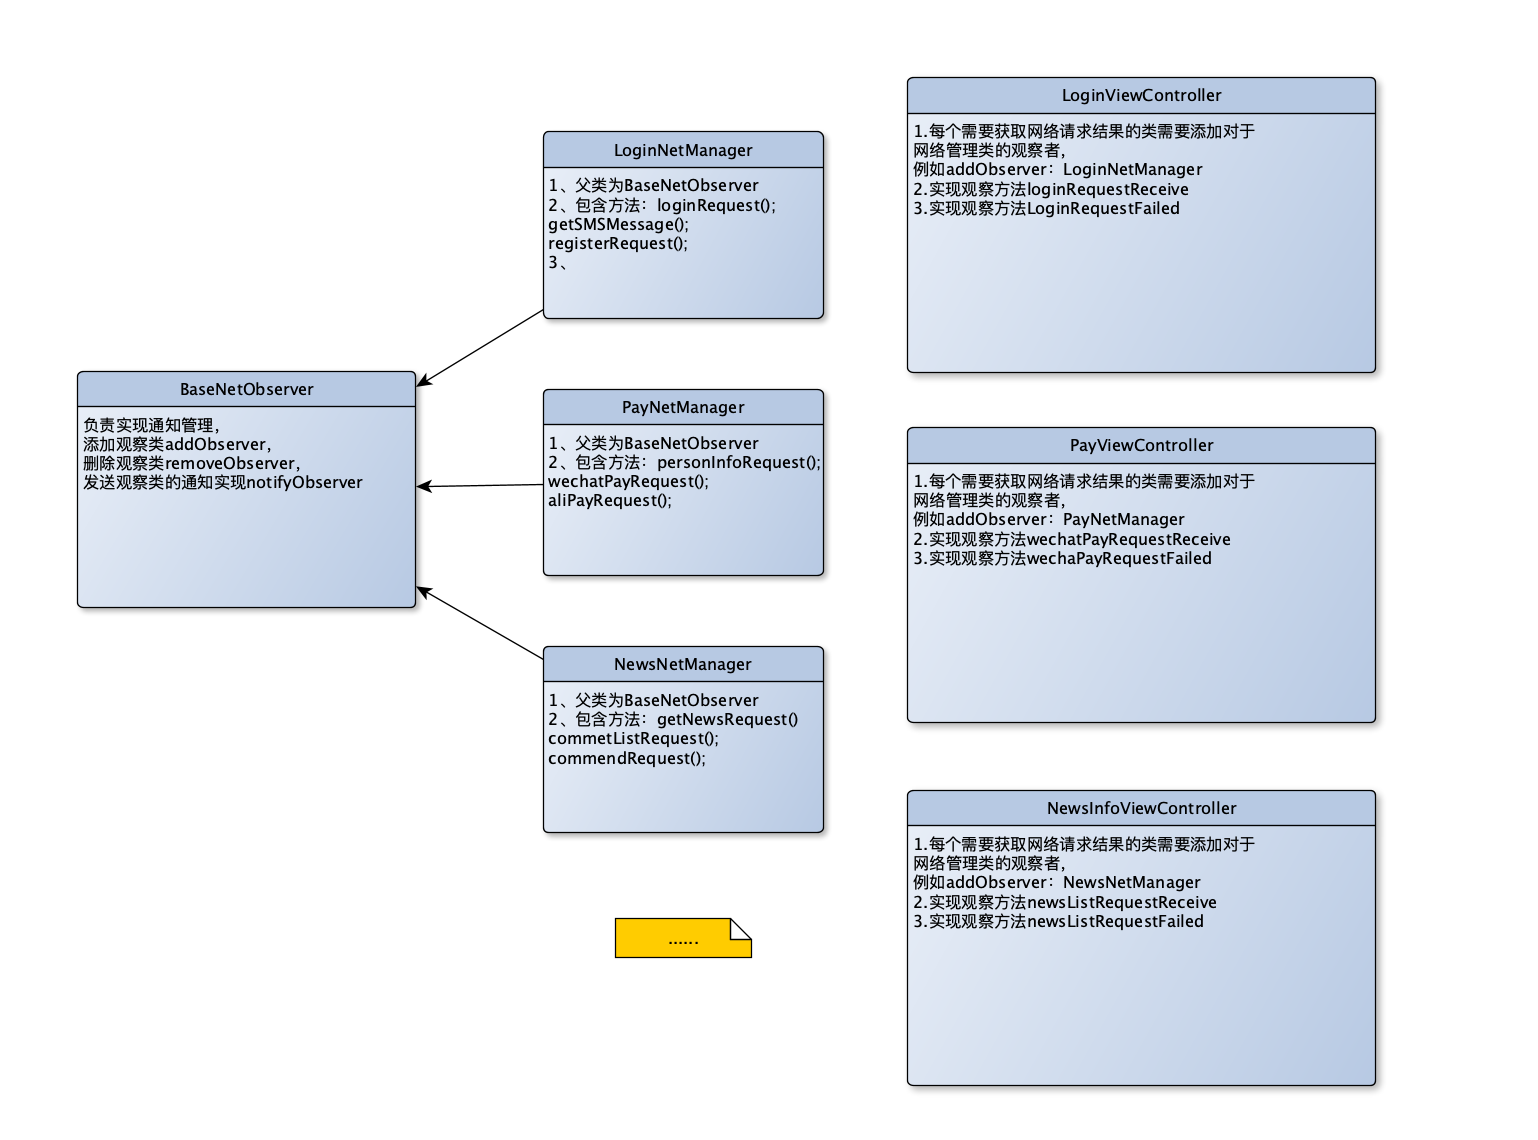 BaseNetObserver
负责实现通知管理，
添加观察类addObserver，
删除观察类removeObserver，
发送观察类的通知实现notifyObserver
LoginNetManager
1、父类为BaseNetObserver
2、包含方法：loginRequest();
getSMSMessage();
registerRequest();
3、
PayNetManager
1、父类为BaseNetObserver
2、包含方法：personInfoRequest();
wechatPayRequest();
aliPayRequest();
NewsNetManager
1、父类为BaseNetObserver
2、包含方法：getNewsRequest()
commetListRequest();
commendRequest();
......
LoginViewController
1.每个需要获取网络请求结果的类需要添加对于
网络管理类的观察者，
例如addObserver：LoginNetManager
2.实现观察方法loginRequestReceive
3.实现观察方法LoginRequestFailed
PayViewController
1.每个需要获取网络请求结果的类需要添加对于
网络管理类的观察者，
例如addObserver：PayNetManager
2.实现观察方法wechatPayRequestReceive
3.实现观察方法wechaPayRequestFailed
NewsInfoViewController
1.每个需要获取网络请求结果的类需要添加对于
网络管理类的观察者，
例如addObserver：NewsNetManager
2.实现观察方法newsListRequestReceive
3.实现观察方法newsListRequestFailed